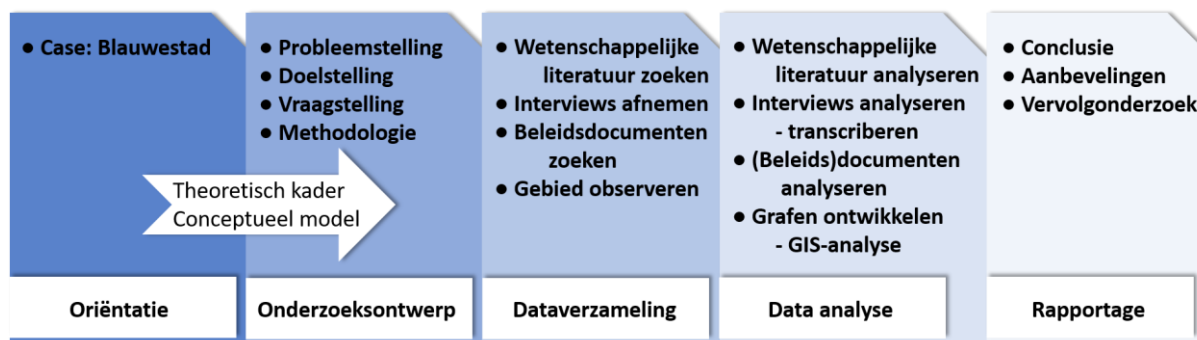 ● Case: Blauwestad
● Probleemstelling
● Doelstelling
● Vraagstelling
● Methodologie
Theoretisch kader
Conceptueel model
● Wetenschappelijke
literatuur zoeken
● Interviews afnemen
● Beleidsdocumenten
zoeken
● Gebied observeren
● Wetenschappelijke
literatuur analyseren
● Interviews analyseren
- transcriberen
● (Beleids)documenten
analyseren
● Grafen ontwikkelen
- GIS-analyse
● Conclusie
● Aanbevelingen
● Vervolgonderzoek
Oriëntatie
Onderzoeksontwerp
Dataverzameling
Data analyse
Rapportage